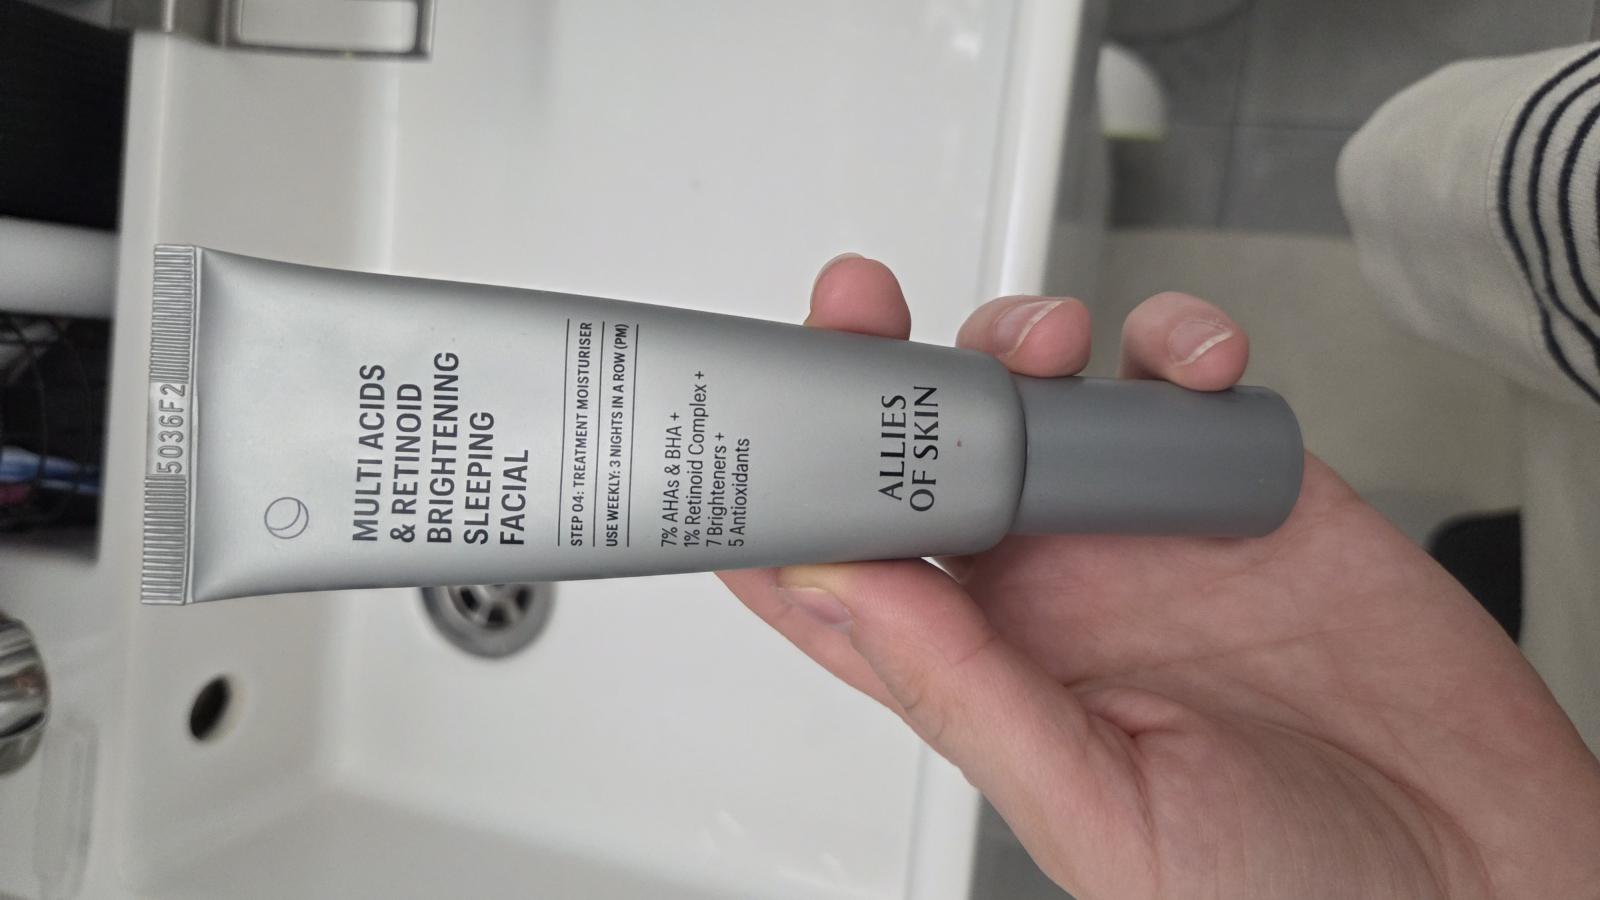 5036F2
MULTI ACIDS
& RETINOID
BRIGHTENING
SLEEPING
FACIAL
STEP 04: TREATMENT MOISTURISER
USE WEEKLY: 3 NIGHTS IN A ROW (PM)
7% AHAs & BHA +
1% Retinoid Complex +
7 Brighteners +
5 Antioxidants
ALLIES
OF SKIN